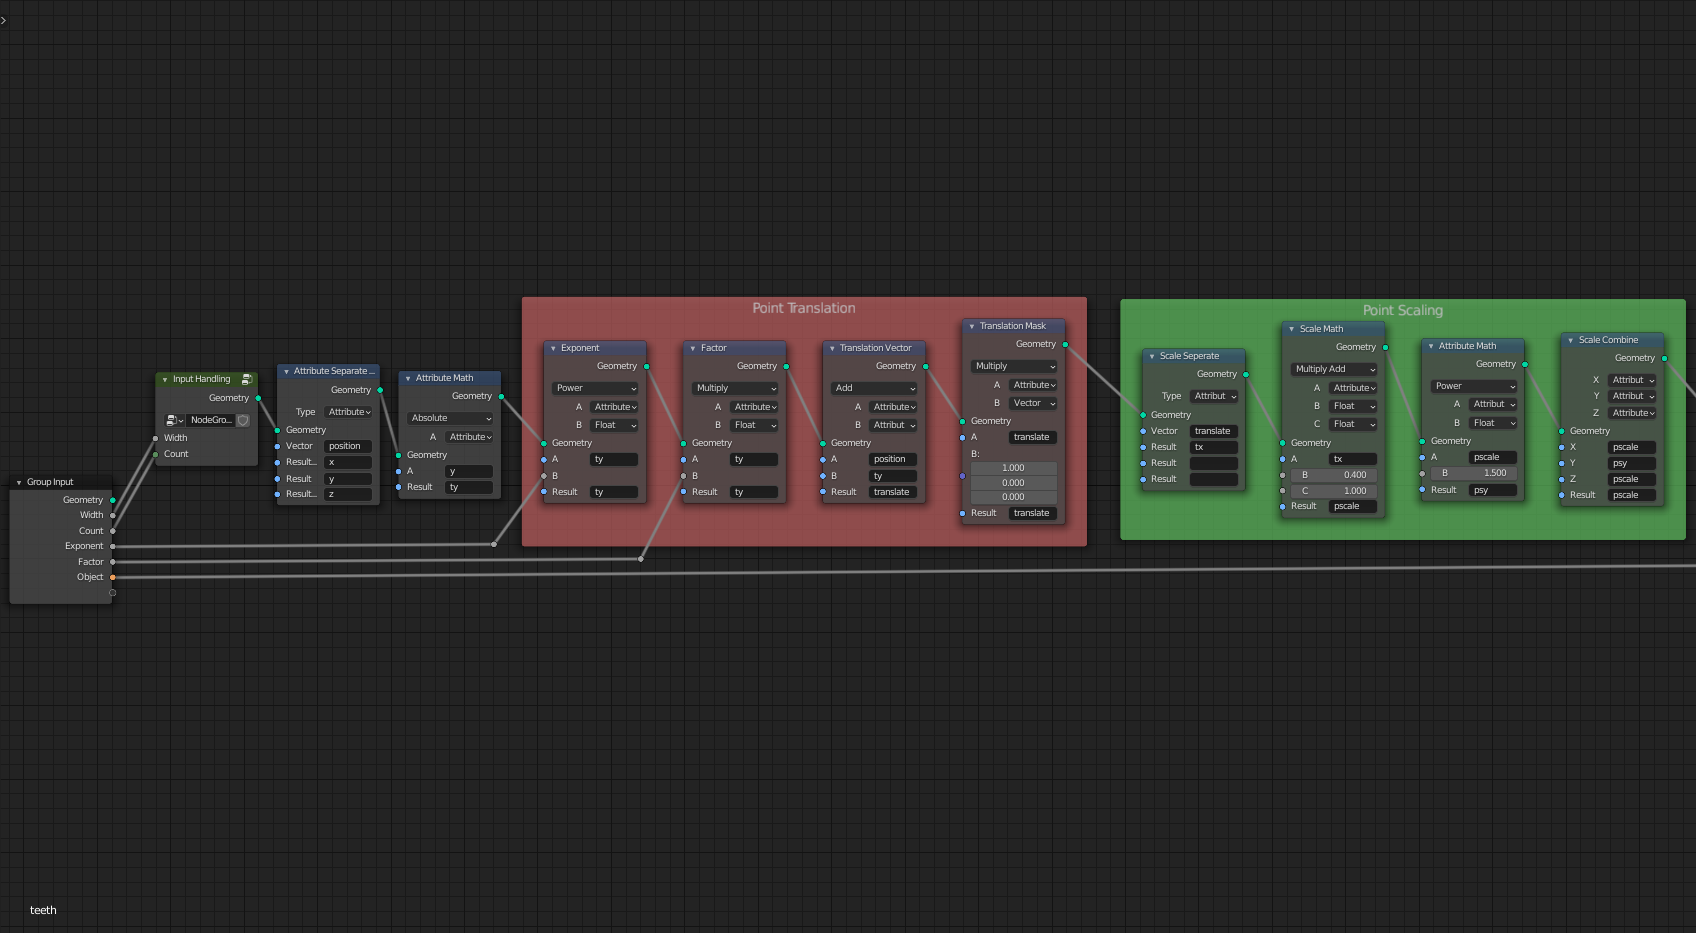 Group Input
Geometry
Width
Count
Exponent
Factor
Object
Input Handling
Geometry
NodeGro...
Width
Count
Attribute Separate ...
Geometry
Type Attribute
Geometry
Vector position
Result... x
Result... y
Result... z
Attribute Math
Geometry
Absolute
A Attribute
Geometry
A y
Result ty
Point Translation
Exponent
Geometry
Power
A Attribute
B Float
Geometry
A ty
B
Result ty
Factor
Geometry
Multiply
A Attribute
B Float
Geometry
A ty
B
Result ty
Translation Vector
Geometry
Add
A Attribute
B Attribut
Geometry
A position
B ty
Result translate
Translation Mask
Geometry
Multiply
A Attribute
B Vector
Geometry
A translate
B:
1.000
0.000
0.000
Result translate
Point Scaling
Scale Seperate
Geometry
Type Attribut
Geometry
Vector translate
Result tx
Result
Result
Scale Math
Geometry
Multiply Add
A Attribute
B Float
C Float
Geometry
A tx
B 0.400
C 1.000
Result pscale
Attribute Math
Geometry
Power
A Attribut
B Float
Geometry
A pscale
B 1.500
Result psy
Scale Combine
Geometry
X Attribut
Y Attribut
Z Attribute
Geometry
X pscale
Y psy
Z pscale
Result pscale
teeth